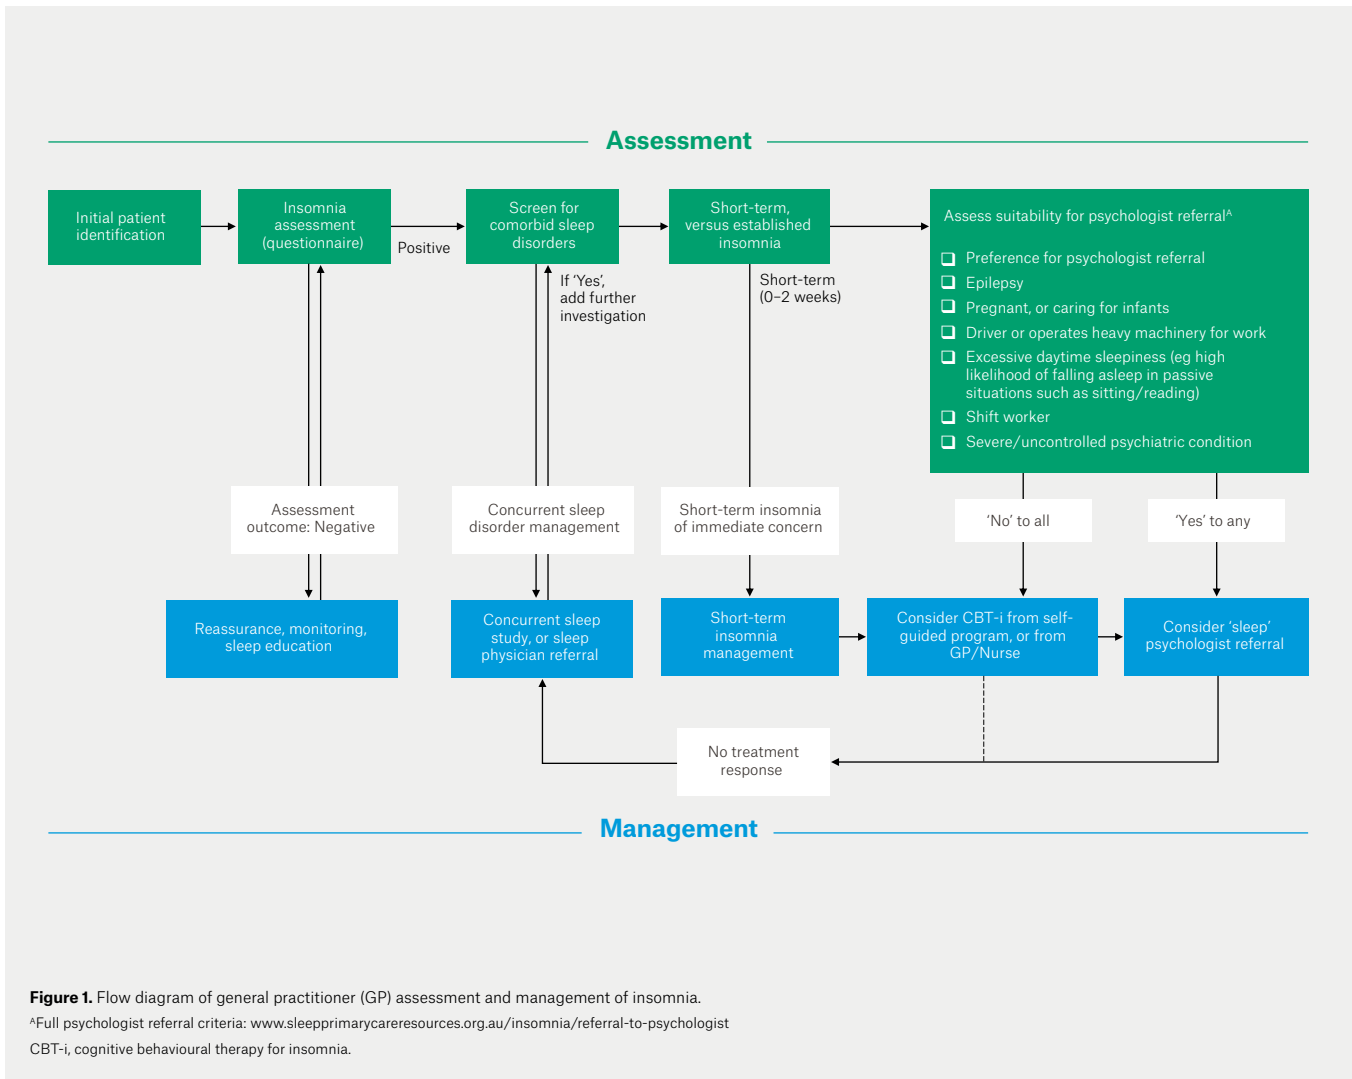 Assessment
Initial patient
identification
Insomnia
assessment
(questionnaire)
Positive
Screen for
comorbid sleep
disorders
If ‘Yes’,
add further
investigation
Short-term,
versus established
insomnia
Short-term
(0–2 weeks)
Assess suitability for psychologist referralᴬ
Preference for psychologist referral
Epilepsy
Pregnant, or caring for infants
Driver or operates heavy machinery for work
Excessive daytime sleepiness (eg high
likelihood of falling asleep in passive
situations such as sitting/reading)
Shift worker
Severe/uncontrolled psychiatric condition
Assessment
outcome: Negative
Concurrent sleep
disorder management
Short-term insomnia
of immediate concern
‘No’ to all
‘Yes’ to any
Reassurance, monitoring,
sleep education
Concurrent sleep
study, or sleep
physician referral
Short-term
insomnia
management
Consider CBT-i from self-
guided program, or from
GP/Nurse
Consider ‘sleep’
psychologist referral
No treatment
response
Management
Figure 1. Flow diagram of general practitioner (GP) assessment and management of insomnia.
ᴬFull psychologist referral criteria: www.sleepprimarycareresources.org.au/insomnia/referral-to-psychologist
CBT-i, cognitive behavioural therapy for insomnia.